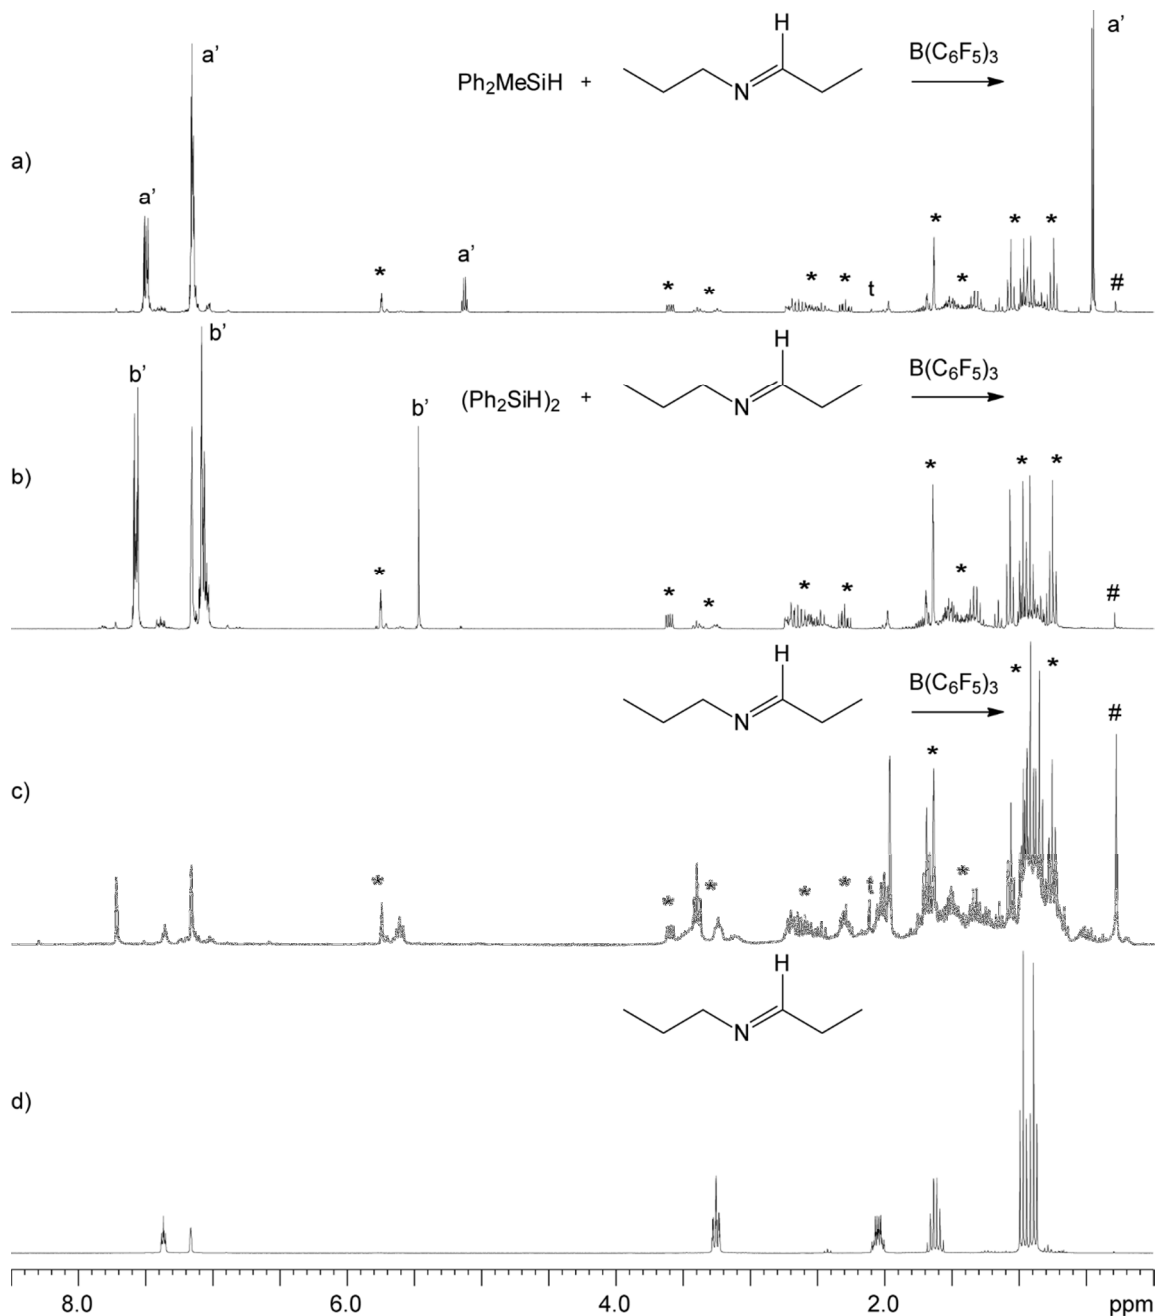 H
a'
a'
B(C₆F₅)₃
Ph₂MeSiH +
N
a)
a'
a'
* * * *
* * * * t * #
H
b'
b'
B(C₆F₅)₃
(Ph₂SiH)₂ +
N
b'
b)
* * *
* * * * * * #
H
B(C₆F₅)₃
N
* * #
*
c)
* * * * * t *
H
N
d)
8.0 6.0 4.0 2.0 ppm